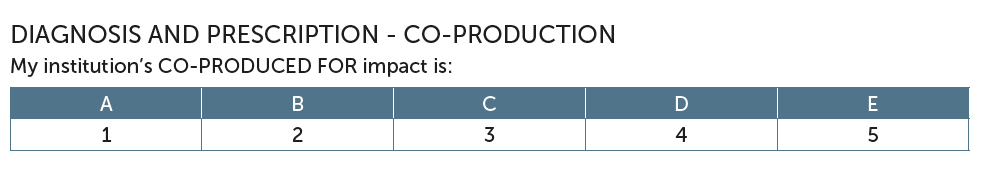 DIAGNOSIS AND PRESCRIPTION - CO-PRODUCTION
My institution’s CO-PRODUCED FOR impact is:
A B C D E
1 2 3 4 5